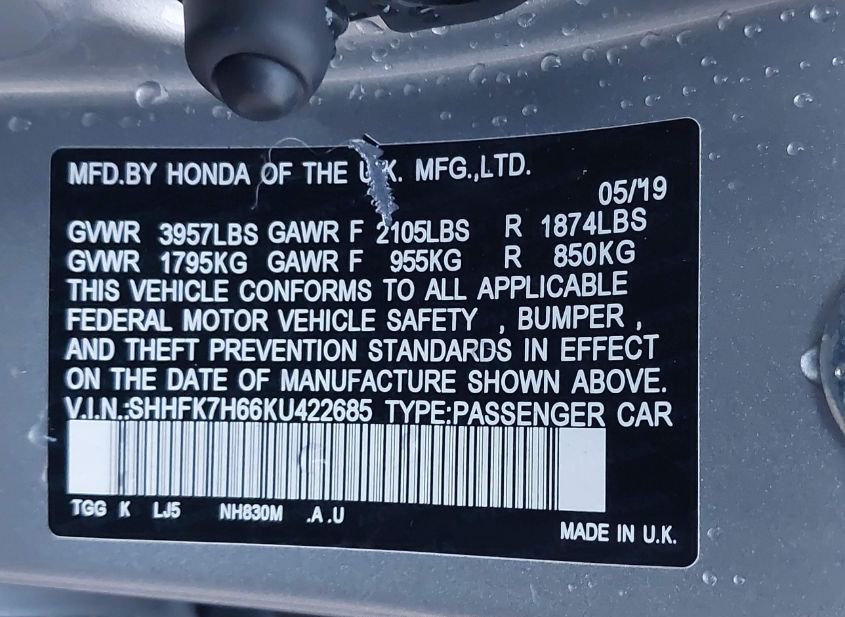 MFD.BY HONDA OF THE U.K. MFG.,LTD.
05/'19
GVWR 3957LBS GAWR F 2105LBS R 1874LBS
GVWR 1795KG GAWR F 955KG R 850KG
THIS VEHICLE CONFORMS TO ALL APPLICABLE
FEDERAL MOTOR VEHICLE SAFETY , BUMPER ,
AND THEFT PREVENTION STANDARDS IN EFFECT
ON THE DATE OF MANUFACTURE SHOWN ABOVE.
V.I.N.:SHHFK7H66KU422685 TYPE:PASSENGER CAR
TGG K LJ5 NH830M .A .U
MADE IN U.K.